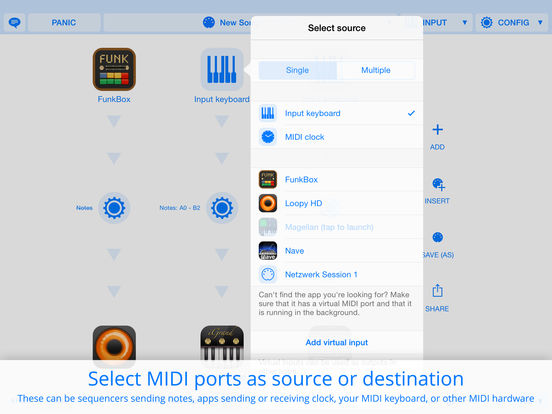 PANIC
New So
INPUT
CONFIG
Select source
FUNK
Single
Multiple
FunkBox
Input keyboard
Input keyboard
MIDI clock
ADD
FunkBox
Loopy HD
INSERT
Notes
Notes: A0 - B2
Magellan (tap to launch)
Nave
SAVE (AS)
Netzwerk Session 1
Can't find the app you're looking for? Make
sure that it has a virtual MIDI port and that it
is running in the background.
SHARE
iGrand
Add virtual input
Select MIDI ports as source or destination
These can be sequencers sending notes, apps sending or receiving clock, your MIDI keyboard, or other MIDI hardware